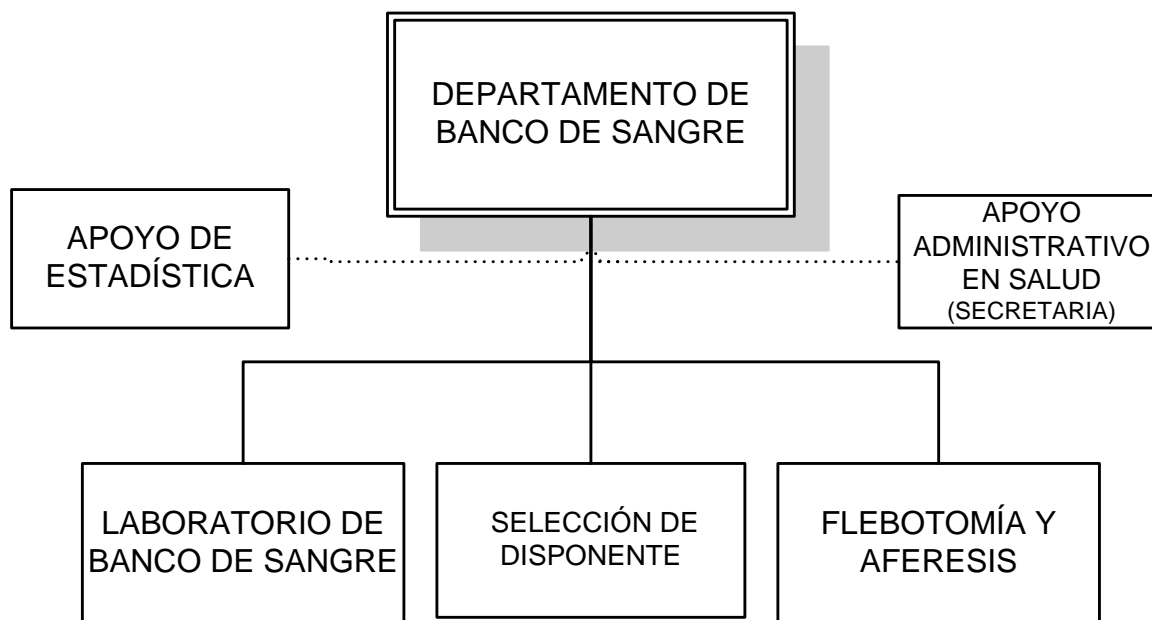 DEPARTAMENTO DE
BANCO DE SANGRE
APOYO DE
ESTADÍSTICA
APOYO
ADMINISTRATIVO
EN SALUD
(SECRETARIA)
LABORATORIO DE
BANCO DE SANGRE
SELECCIÓN DE
DISPONENTE
FLEBOTOMÍA Y
AFERESIS